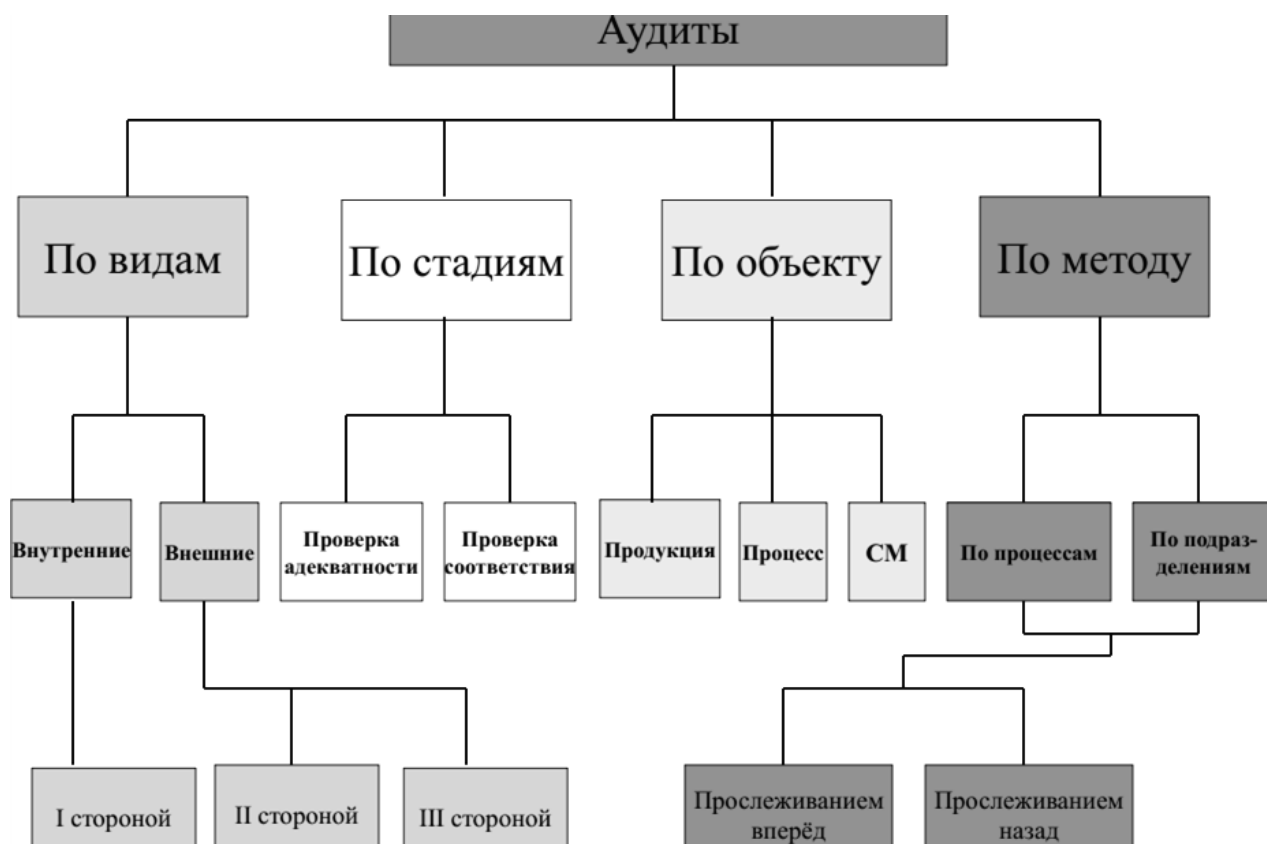 Аудиты
По видам
По стадиям
По объекту
По методу
Внутренние
Внешние
Проверка
адекватности
Проверка
соответствия
Продукция
Процесс
СМ
По процессам
По подраз-
делениям
I стороной
II стороной
III стороной
Прослеживанием
вперёд
Прослеживанием
назад